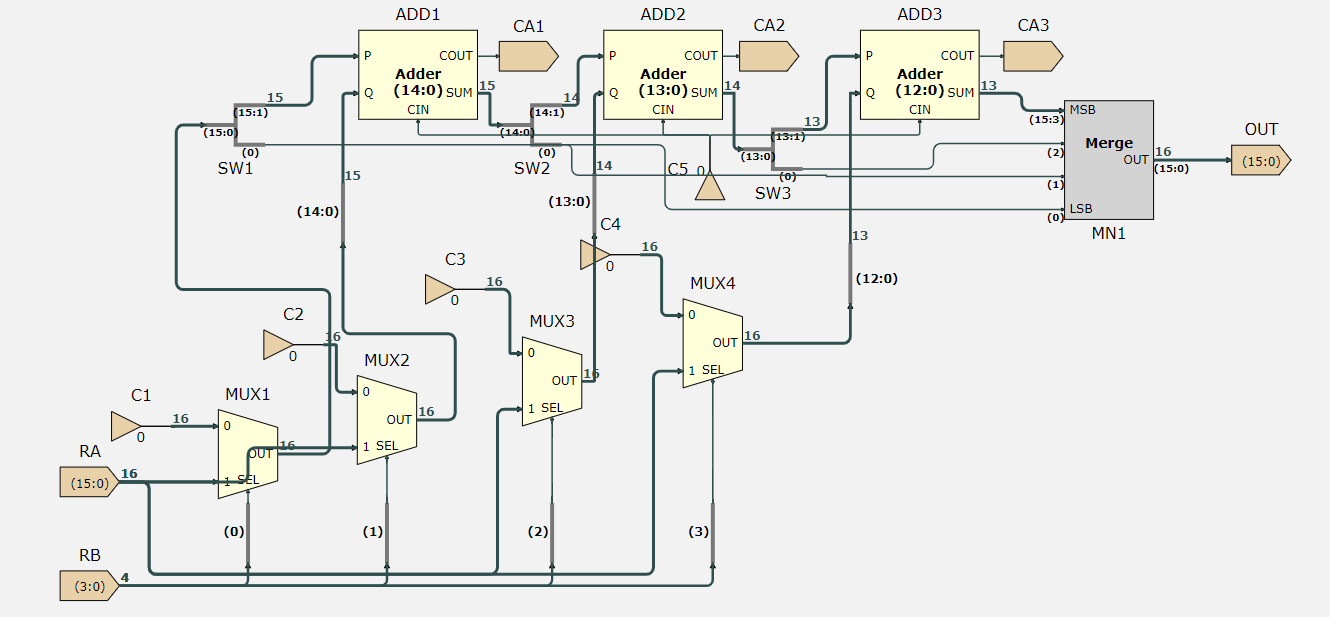 ADD1
CA1
ADD2
CA2
ADD3
CA3
P
COUT
Adder
(14:0)
Q
SUM
CIN
15
P
COUT
Adder
(13:0)
Q
SUM
CIN
14
P
COUT
Adder
(12:0)
Q
SUM
CIN
13
15
(15:1)
(15:0)
(0)
SW1
14
(14:1)
(14:0)
(0)
SW2
13
(13:1)
(13:0)
(0)
SW3
C5
0
MSB
(15:3)
(2)
(1)
(0)
LSB
Merge
OUT
16
(15:0)
MN1
OUT
(15:0)
15
(14:0)
14
(13:0)
13
(12:0)
C4
16
0
C3
16
0
C2
16
0
C1
16
0
MUX4
0
OUT
16
1
SEL
MUX3
0
OUT
16
1
SEL
MUX2
0
OUT
16
1
SEL
MUX1
0
OUT
16
1
SEL
RA
(15:0)
16
(0)
(1)
(2)
(3)
RB
(3:0)
4